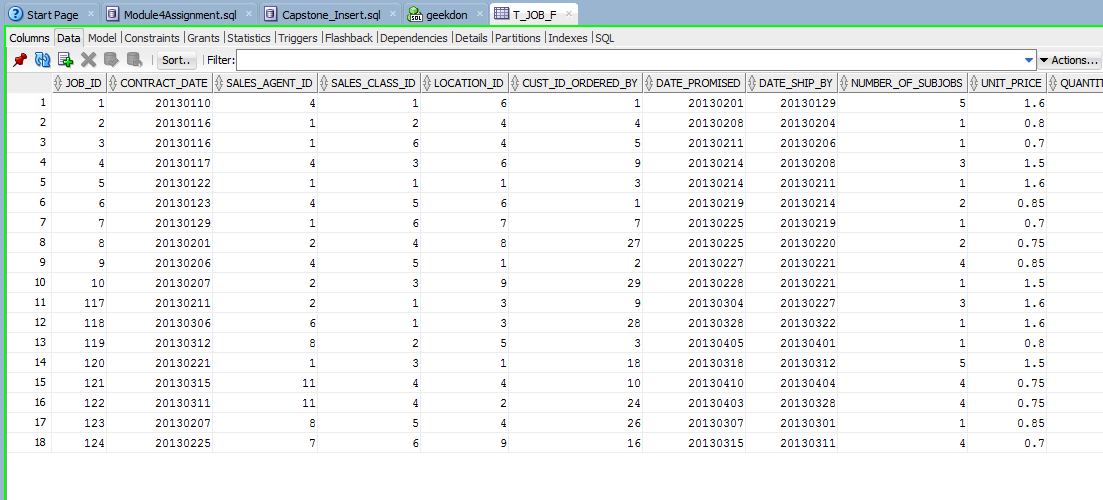 Start Page Module4Assignment.sql Capstone_Insert.sql geekdon T_JOB_F
Columns Data Model Constraints Grants Statistics Triggers Flashback Dependencies Details Partitions Indexes SQL
Sort.. Filter: Actions...
JOB_ID CONTRACT_DATE SALES_AGENT_ID SALES_CLASS_ID LOCATION_ID CUST_ID_ORDERED_BY DATE_PROMISED DATE_SHIP_BY NUMBER_OF_SUBJOBS UNIT_PRICE QUANTIT
1 1 20130110 4 1 6 1 20130201 20130129 5 1.6
2 2 20130116 1 2 4 4 20130208 20130204 1 0.8
3 3 20130116 1 6 4 5 20130211 20130206 1 0.7
4 4 20130117 4 3 6 9 20130214 20130208 3 1.5
5 5 20130122 1 1 1 3 20130214 20130211 1 1.6
6 6 20130123 4 5 6 1 20130219 20130214 2 0.85
7 7 20130129 1 6 7 7 20130225 20130219 1 0.7
8 8 20130201 2 4 8 27 20130225 20130220 2 0.75
9 9 20130206 4 5 1 2 20130227 20130221 4 0.85
10 10 20130207 2 3 9 29 20130228 20130221 1 1.5
11 117 20130211 2 1 3 9 20130304 20130227 3 1.6
12 118 20130306 6 1 3 28 20130328 20130322 1 1.6
13 119 20130312 8 2 5 3 20130405 20130401 1 0.8
14 120 20130221 1 3 1 18 20130318 20130312 5 1.5
15 121 20130315 11 4 4 10 20130410 20130404 4 0.75
16 122 20130311 11 4 2 24 20130403 20130328 4 0.75
17 123 20130207 8 5 4 26 20130307 20130301 1 0.85
18 124 20130225 7 6 9 16 20130315 20130311 4 0.7